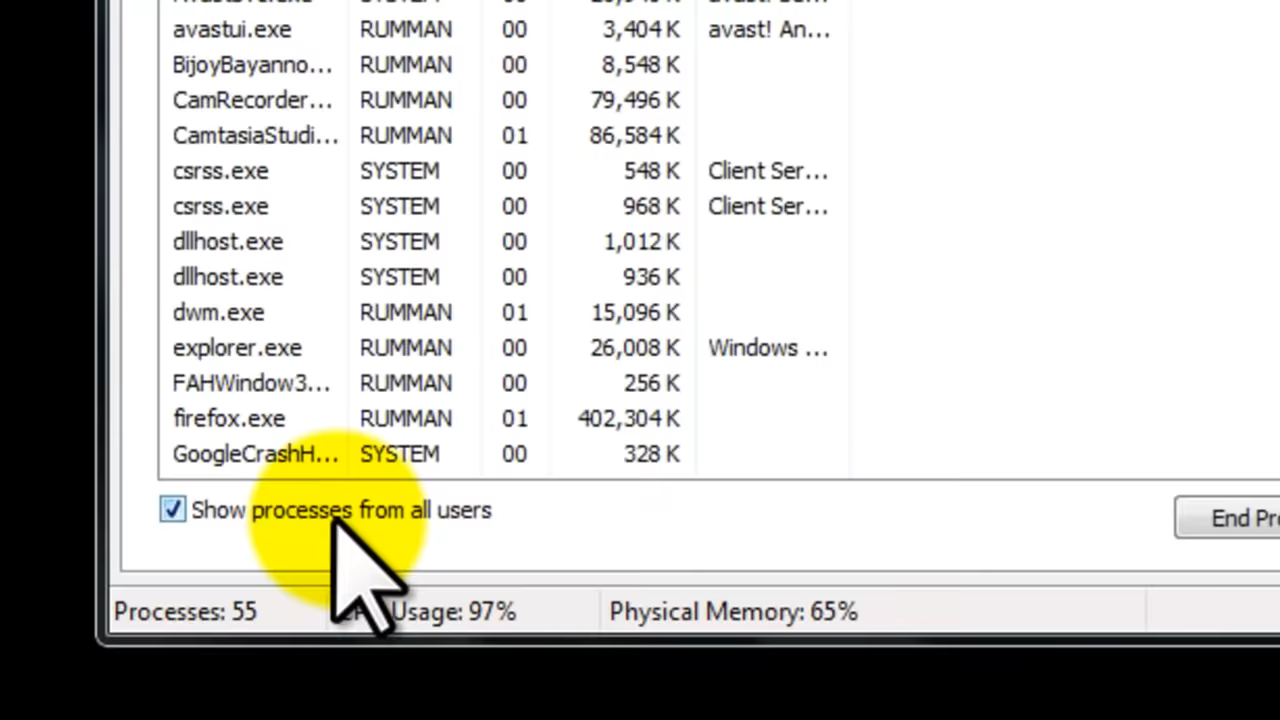 avastui.exe RUMMAN 00 3,404 K avast! An...
BijoyBayanno... RUMMAN 00 8,548 K
CamRecorder... RUMMAN 00 79,496 K
CamtasiaStudi... RUMMAN 01 86,584 K
csrss.exe SYSTEM 00 548 K Client Ser...
csrss.exe SYSTEM 00 968 K Client Ser...
dllhost.exe SYSTEM 00 1,012 K
dllhost.exe SYSTEM 00 936 K
dwm.exe RUMMAN 01 15,096 K
explorer.exe RUMMAN 00 26,008 K Windows ...
FAHWindow3... RUMMAN 00 256 K
firefox.exe RUMMAN 01 402,304 K
GoogleCrashH... SYSTEM 00 328 K
Show processes from all users End Pr
Processes: 55 Usage: 97% Physical Memory: 65%